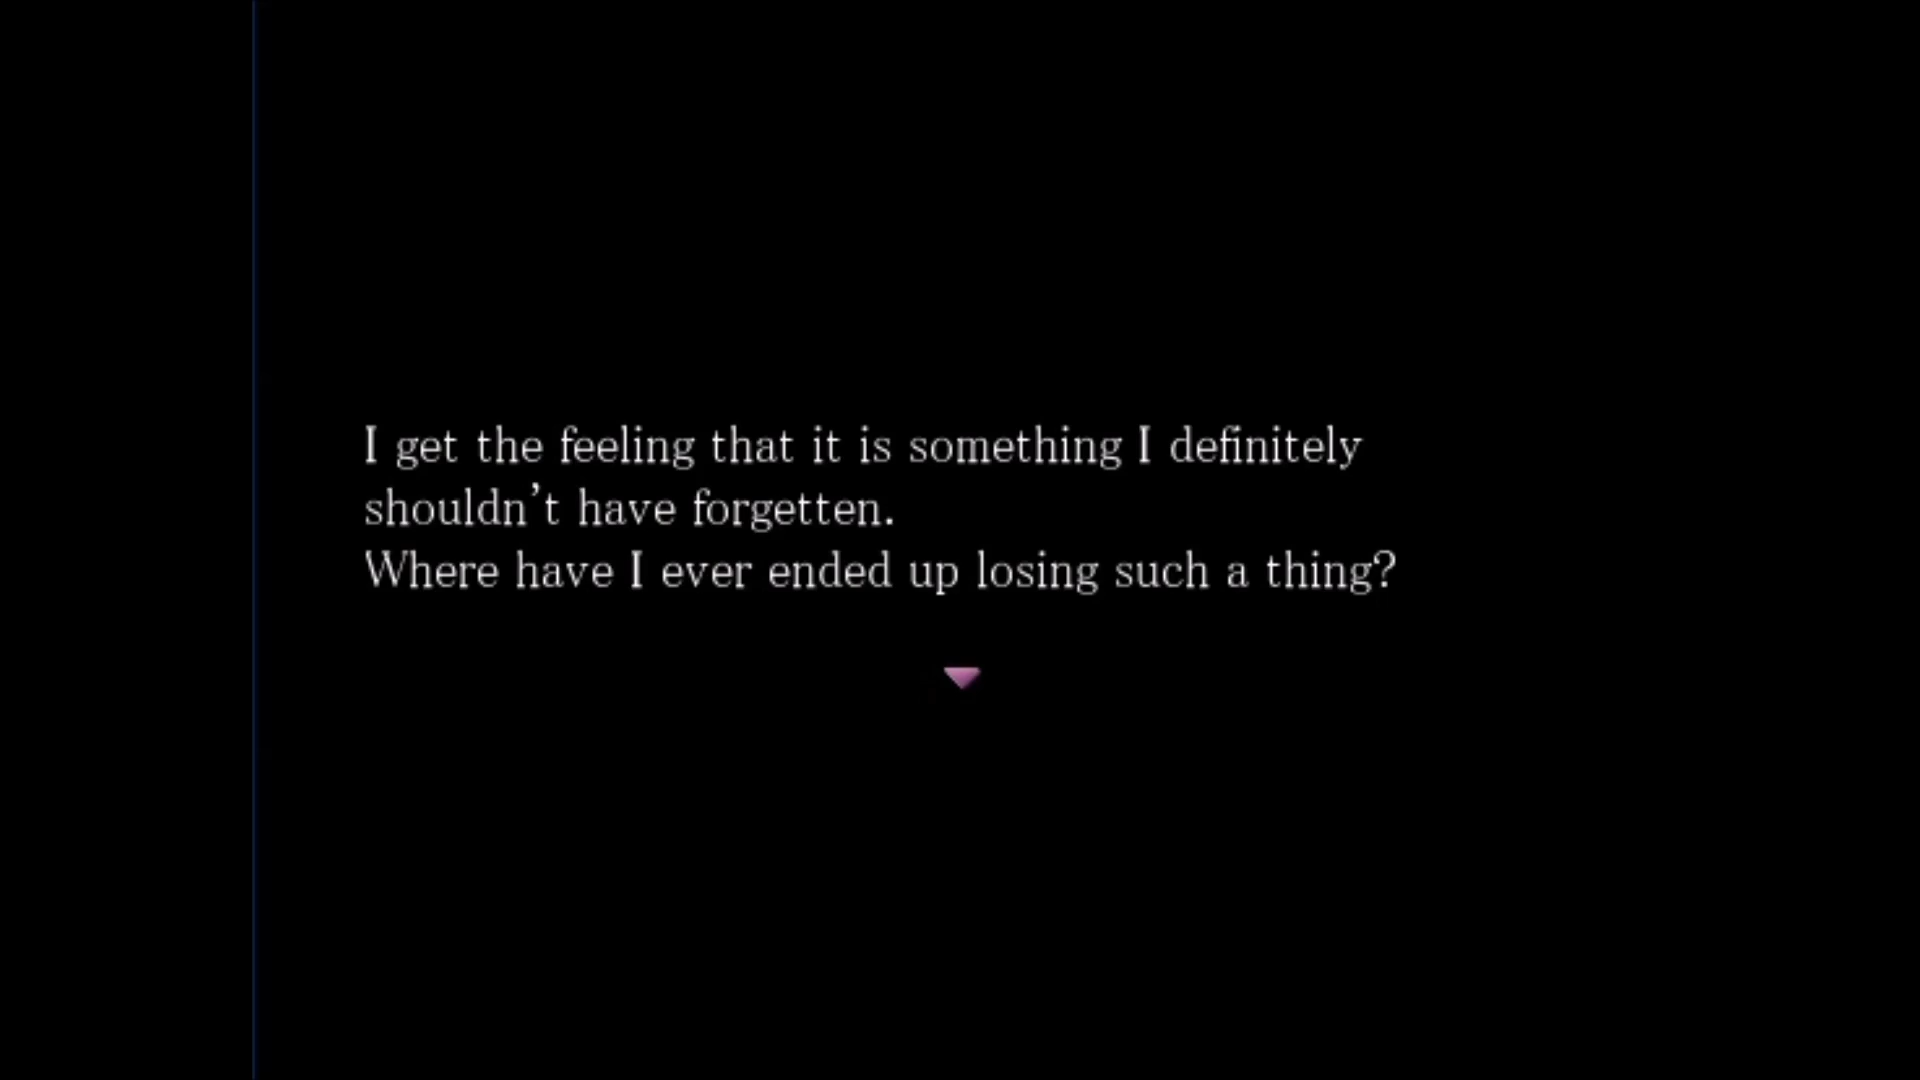 I get the feeling that it is something I definitely
shouldn’t have forgetten.
Where have I ever ended up losing such a thing?